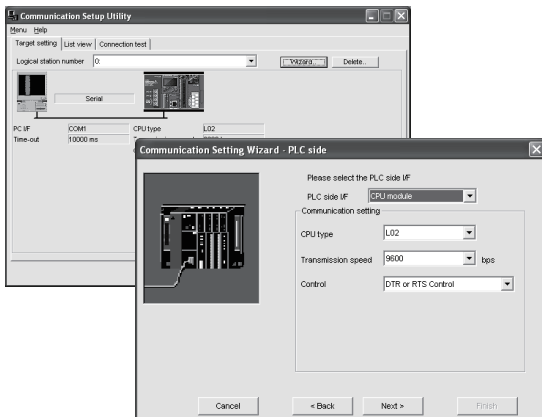 Communication Setup Utility
Menu Help
Target setting List view Connection test
Logical station number 0: Wizard... Delete..
Serial
PC I/F COM1 CPU type L02
Time-out 10000 ms
Communication Setting Wizard - PLC side
Please select the PLC side I/F
PLC side I/F CPU module
Communication setting
CPU type L02
Transmission speed 9600 bps
Control DTR or RTS Control
Cancel < Back Next > Finish